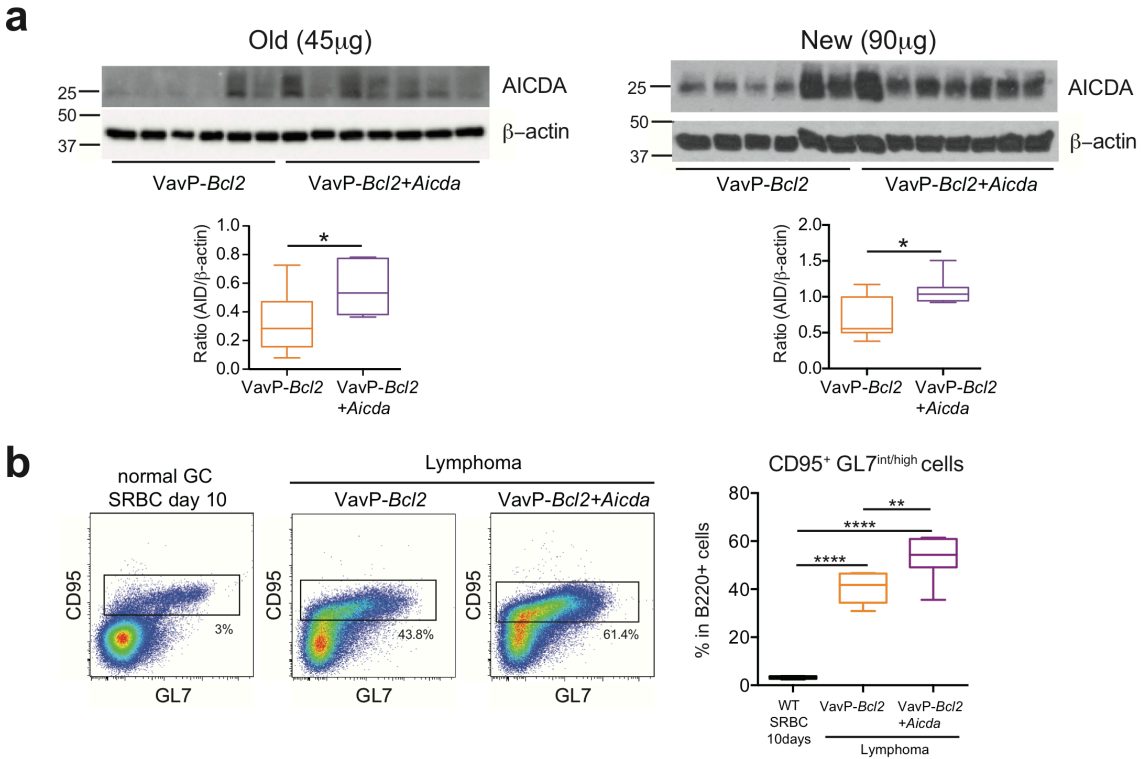 a
Old (45μg)
25
50
37
AICDA
β–actin
VavP-Bcl2
VavP-Bcl2+Aicda
Ratio (AID/β-actin)
1.0
0.8
0.6
0.4
0.2
0.0
*
VavP-Bcl2
VavP-Bcl2
+Aicda
New (90μg)
25
50
37
AICDA
β–actin
VavP-Bcl2
VavP-Bcl2+Aicda
Ratio (AID/β-actin)
2.0
1.5
1.0
0.5
0.0
*
VavP-Bcl2
VavP-Bcl2
+Aicda
b
normal GC
SRBC day 10
CD95
3%
GL7
Lymphoma
VavP-Bcl2
CD95
43.8%
GL7
VavP-Bcl2+Aicda
CD95
61.4%
GL7
CD95+ GL7int/high cells
% in B220+ cells
80
60
40
20
0
**
****
****
WT
SRBC
10days
VavP-Bcl2
VavP-Bcl2
+Aicda
Lymphoma